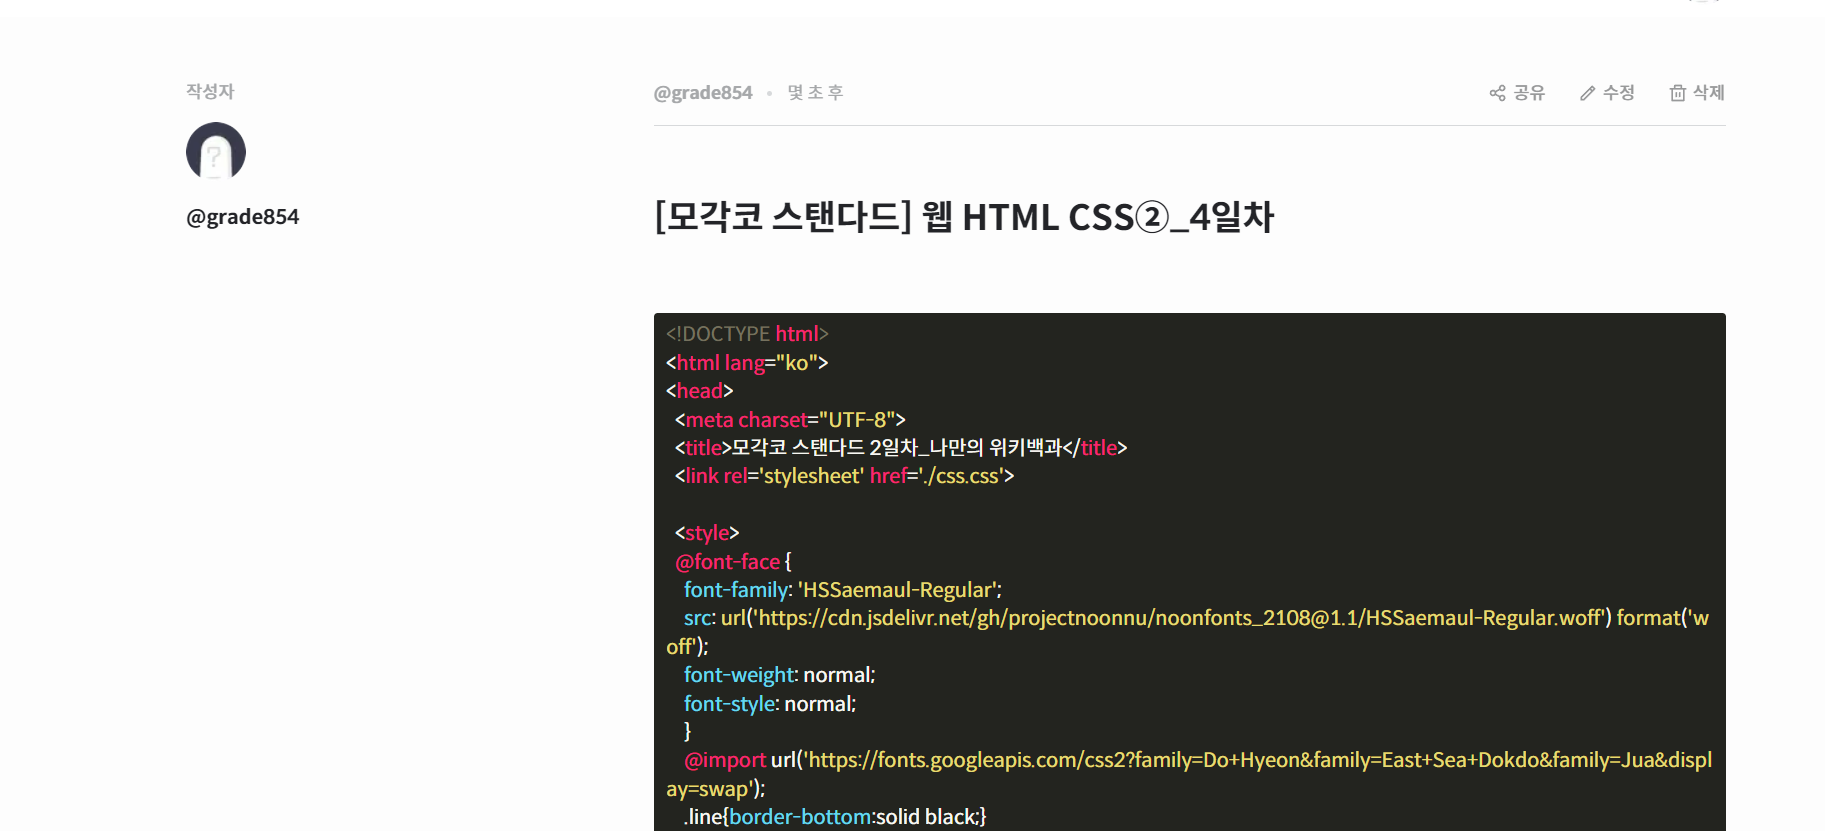 작성자
@grade854
@grade854 • 몇 초 후
공유 수정 삭제
[모각코 스탠다드] 웹 HTML CSS②_4일차
<!DOCTYPE html>
<html lang="ko">
<head>
<meta charset="UTF-8">
<title>모각코 스탠다드 2일차_나만의 위키백과</title>
<link rel='stylesheet' href='./css.css'>
<style>
@font-face {
font-family: 'HSSaemaul-Regular';
src: url('https://cdn.jsdelivr.net/gh/projectnoonnu/noonfonts_2108@1.1/HSSaemaul-Regular.woff') format('w
off');
font-weight: normal;
font-style: normal;
}
@import url('https://fonts.googleapis.com/css2?family=Do+Hyeon&family=East+Sea+Dokdo&family=Jua&displ
ay=swap');
.line{border-bottom:solid black;}